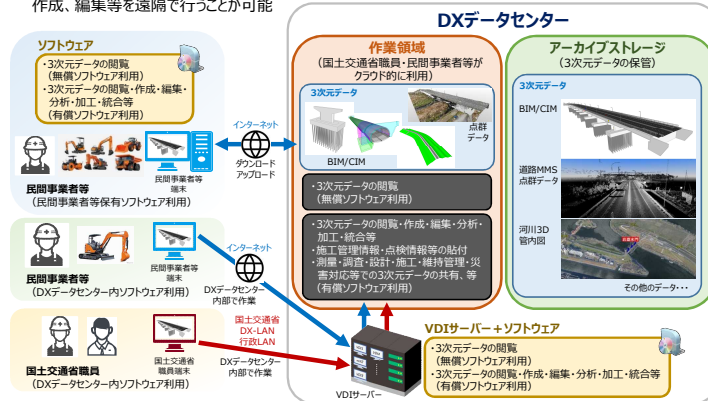 作成、編集等を遠隔で行うことが可能
DXデータセンター
ソフトウェア
・3次元データの閲覧
（無償ソフトウェア利用）
・3次元データの閲覧・作成・編集・
分析・加工・統合等
（有償ソフトウェア利用）
民間事業者等
端末
民間事業者等
（民間事業者等保有ソフトウェア利用）
インターネット
ダウンロード
アップロード
作業領域
（国土交通省職員・民間事業者等が
クラウド的に利用）
3次元データ
点群
データ
BIM/CIM
・3次元データの閲覧
（無償ソフトウェア利用）
・3次元データの閲覧・作成・編集・分析・
加工・統合等
・施工管理情報・点検情報等の貼付
・測量・調査・設計・施工・維持管理・災
害対応等での3次元データの共有、等
（有償ソフトウェア利用）
アーカイブストレージ
（3次元データの保管）
3次元データ
BIM/CIM
道路MMS
点群データ
河川3D
管内図
その他のデータ・・・
民間事業者等
端末
民間事業者等
（DXデータセンター内ソフトウェア利用）
インターネット
DXデータセンター
内部で作業
国土交通省
職員端末
国土交通省職員
（DXデータセンター内ソフトウェア利用）
国土交通省
DX-LAN
行政LAN
DXデータセンター
内部で作業
VDIサーバー
VDIサーバー＋ソフトウェア
・3次元データの閲覧
（無償ソフトウェア利用）
・3次元データの閲覧・作成・編集・分析・加工・統合等
（有償ソフトウェア利用）